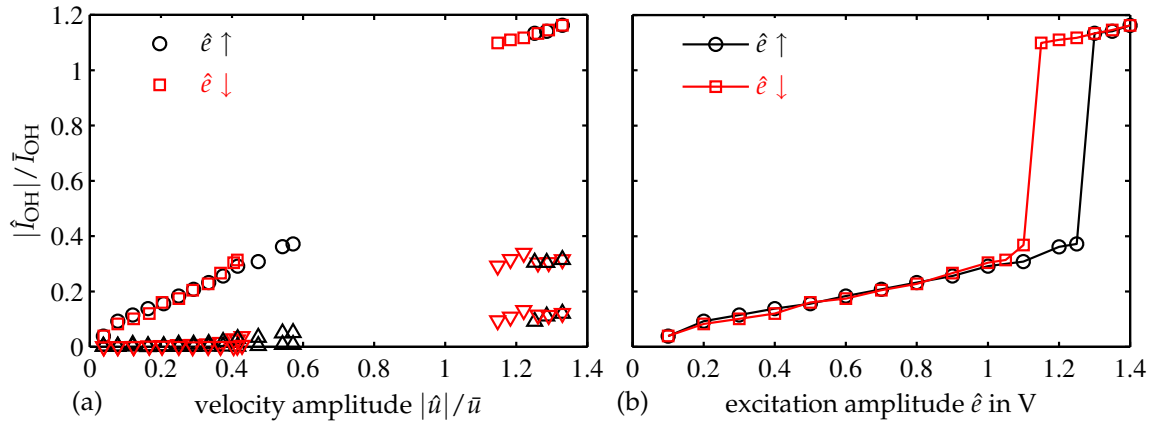 1.2
1
0.8
0.6
0.4
0.2
0
|Î_OH|/Ī_OH
ê ↑
ê ↓
0 0.2 0.4 0.6 0.8 1 1.2 1.4
(a) velocity amplitude |û|/ū
ê ↑
ê ↓
0 0.2 0.4 0.6 0.8 1 1.2 1.4
(b) excitation amplitude ê in V